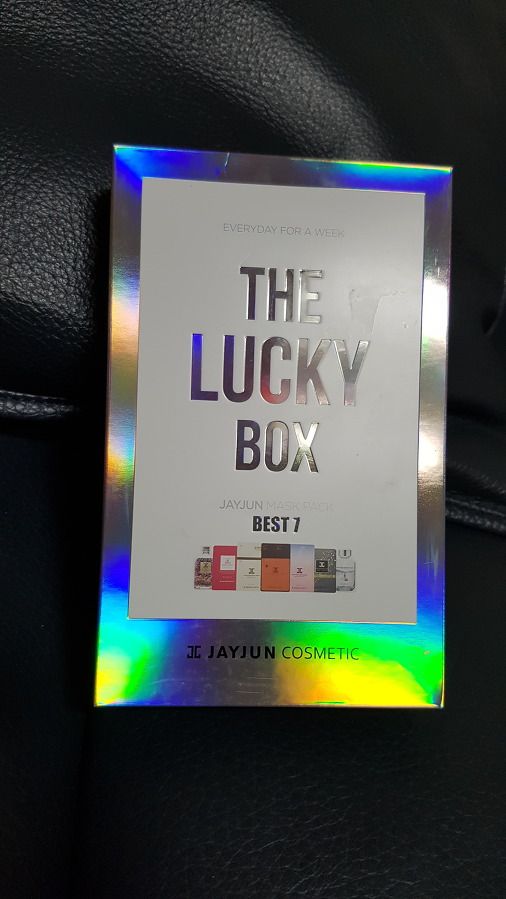 EVERYDAY FOR A WEEK
THE
LUCKY
BOX
JAYJUN MASK PACK
BEST 7
JAYJUN COSMETIC